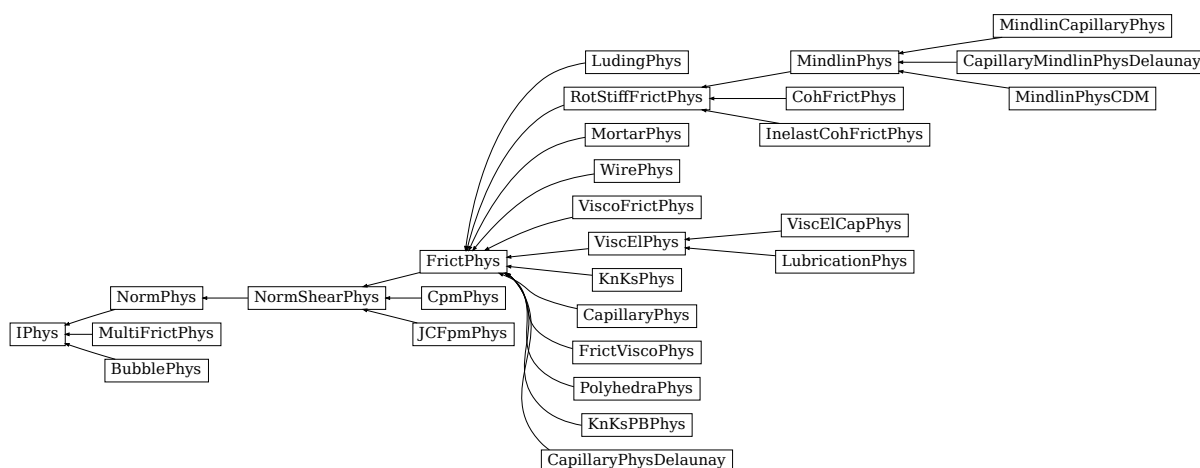 MindlinCapillaryPhys
LudingPhys
MindlinPhys
CapillaryMindlinPhysDelaunay
RotStiffFrictPhys
CohFrictPhys
MindlinPhysCDM
MortarPhys
InelastCohFrictPhys
WirePhys
ViscoFrictPhys
ViscElCapPhys
ViscElPhys
FrictPhys
LubricationPhys
KnKsPhys
NormPhys
NormShearPhys
CpmPhys
CapillaryPhys
IPhys
MultiFrictPhys
JCFpmPhys
FrictViscoPhys
BubblePhys
PolyhedraPhys
KnKsPBPhys
CapillaryPhysDelaunay